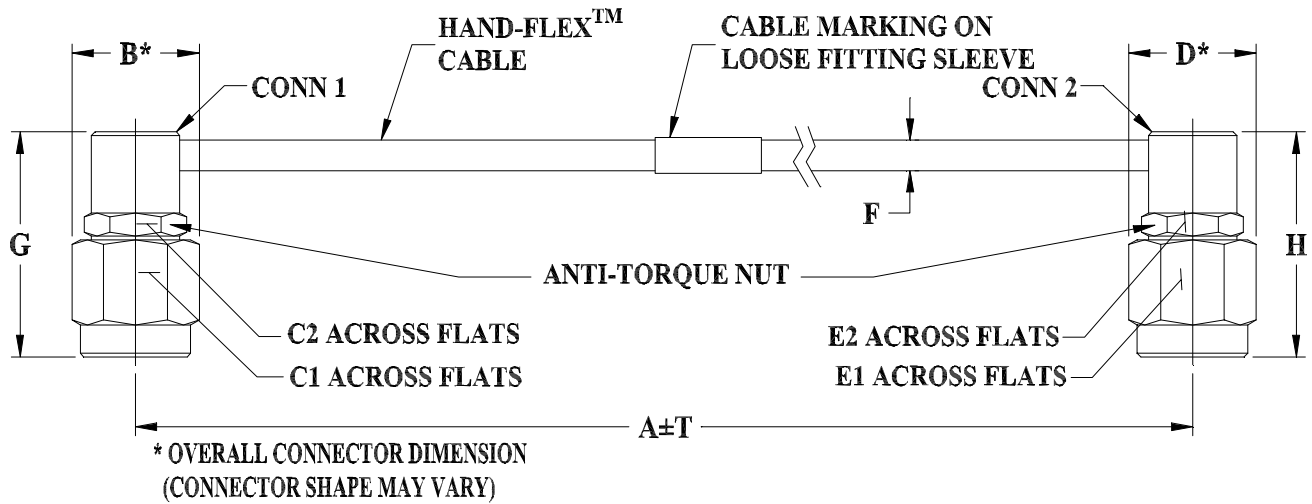 HAND-FLEX™
CABLE
CABLE MARKING ON
LOOSE FITTING SLEEVE
B*
D*
CONN 1
CONN 2
F
G
H
ANTI-TORQUE NUT
C2 ACROSS FLATS
C1 ACROSS FLATS
E2 ACROSS FLATS
E1 ACROSS FLATS
A±T
* OVERALL CONNECTOR DIMENSION
(CONNECTOR SHAPE MAY VARY)